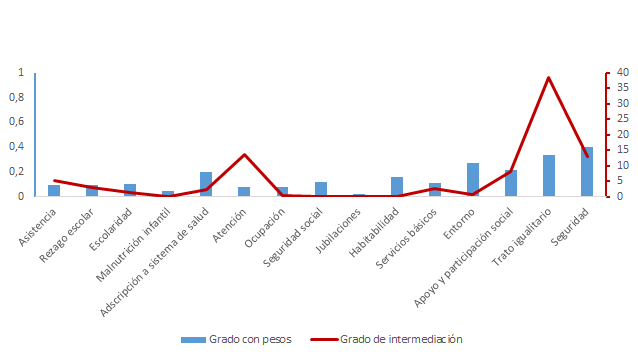 1
0,8
0,6
0,4
0,2
0
40
35
30
25
20
15
10
5
0
Asistencia
Rezago escolar
Escolaridad
Malnutrición infantil
Adscripción a sistema de salud
Atención
Ocupación
Seguridad social
Jubilaciones
Habitabilidad
Servicios básicos
Entorno
Apoyo y participación social
Trato igualitario
Seguridad
Grado con pesos
Grado de intermediación